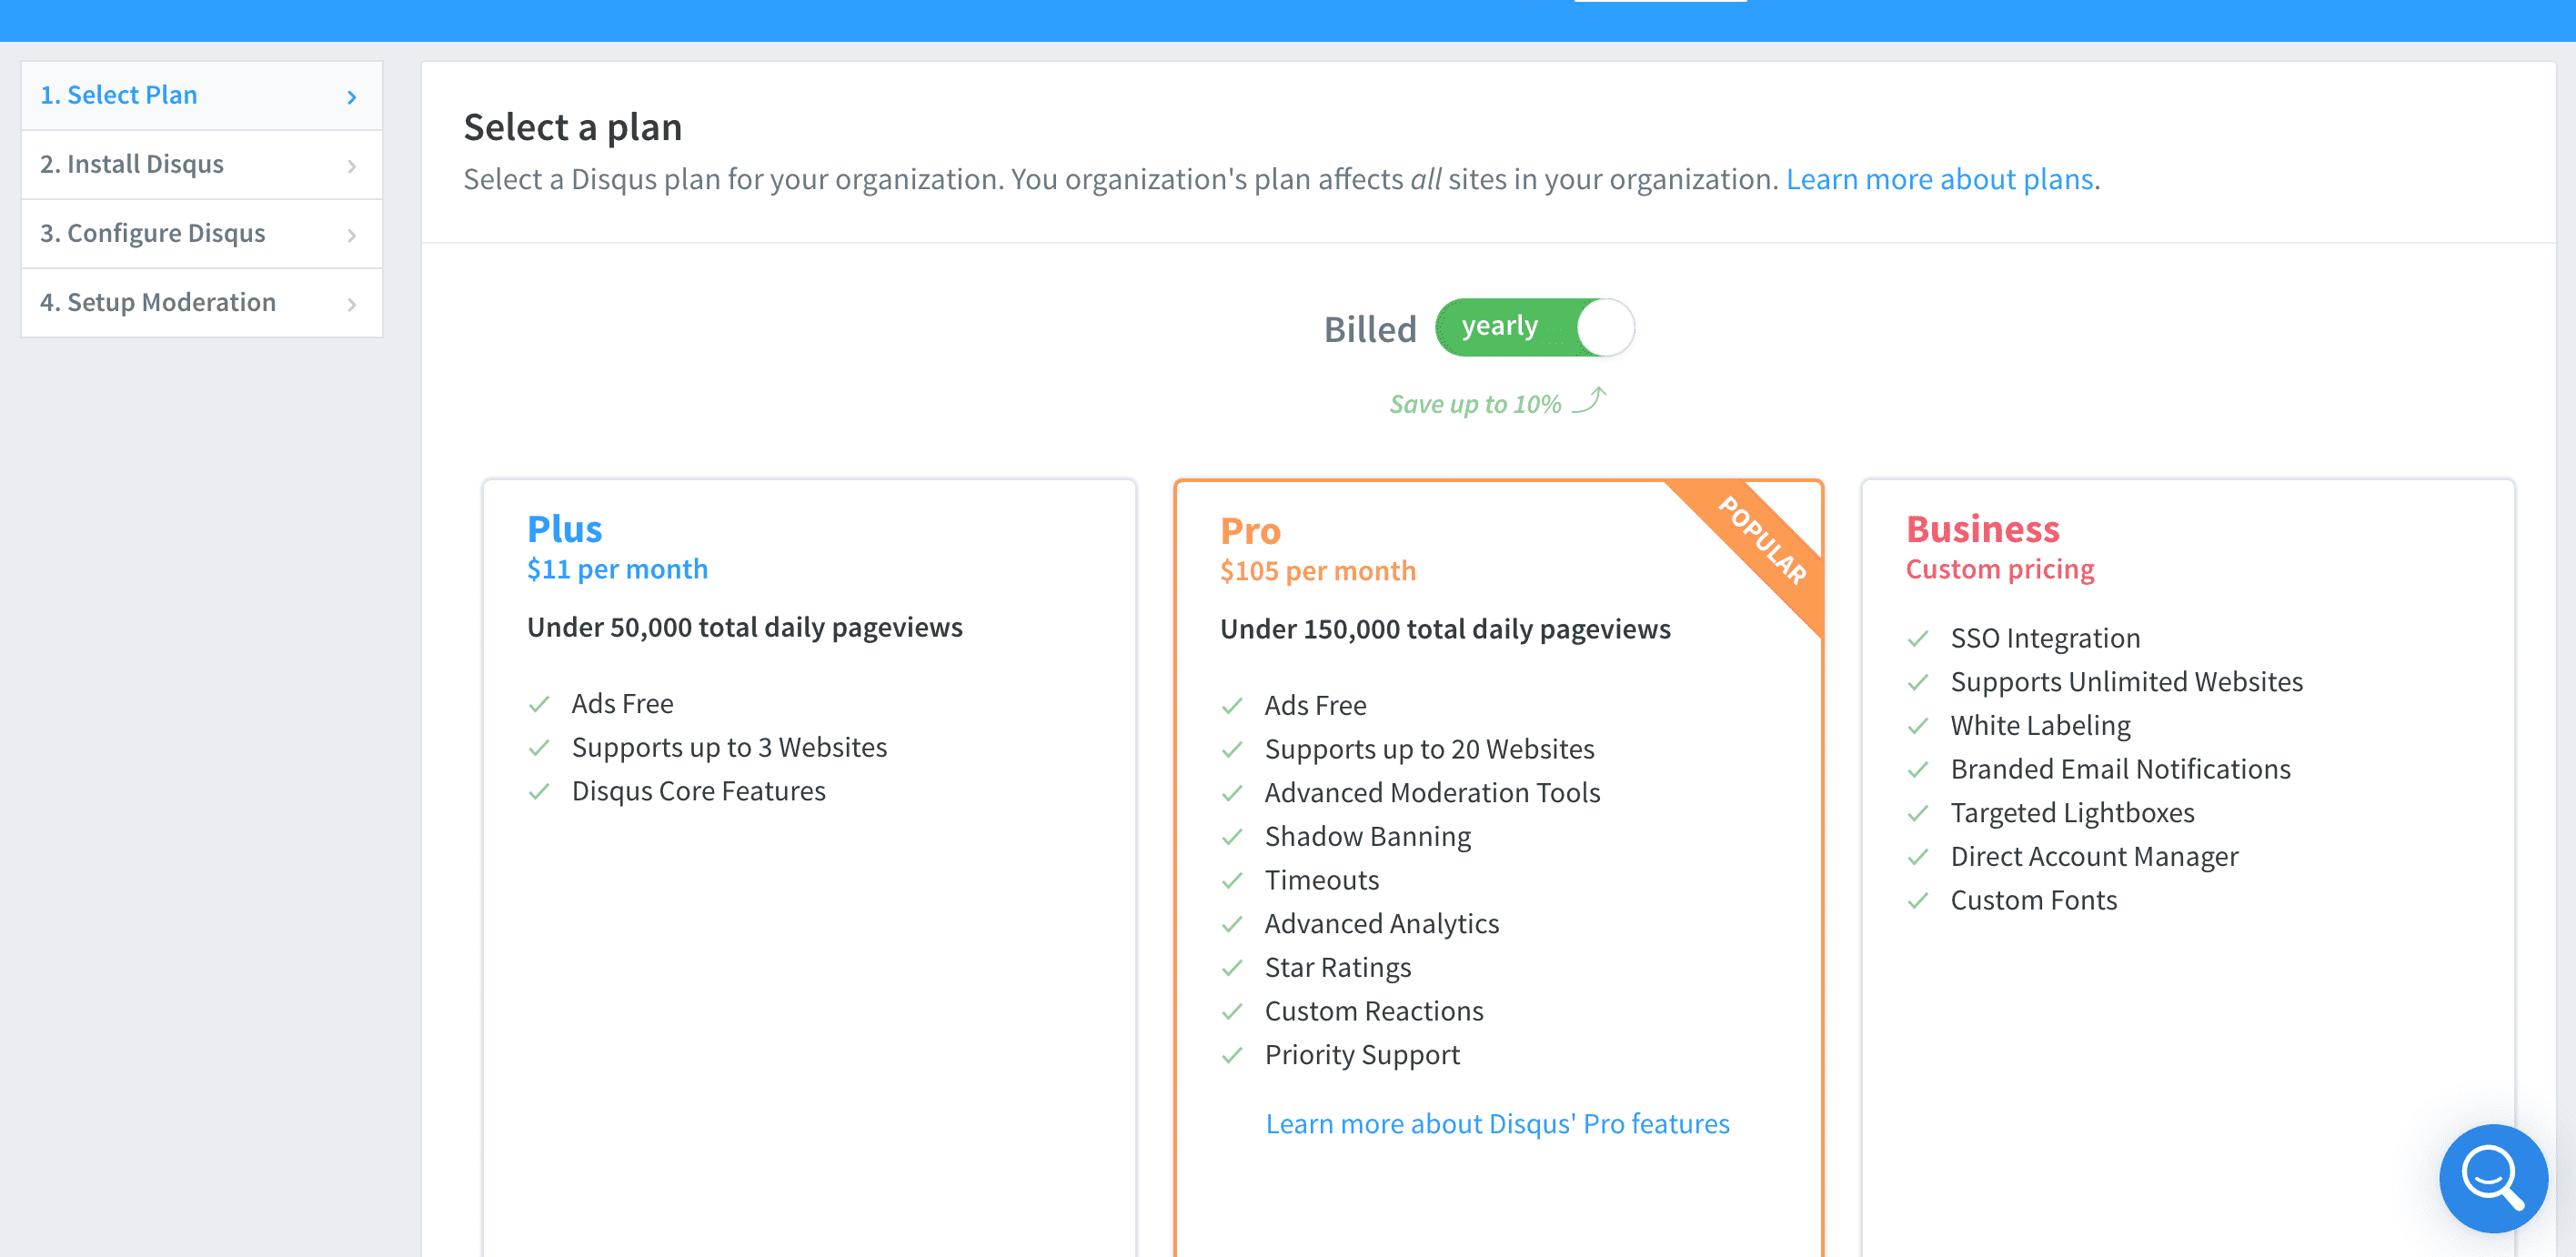 1. Select Plan
2. Install Disqus
3. Configure Disqus
4. Setup Moderation
Select a plan
Select a Disqus plan for your organization. You organization's plan affects all sites in your organization. Learn more about plans.
Billed yearly
Save up to 10%
Plus
$11 per month
Under 50,000 total daily pageviews
Ads Free
Supports up to 3 Websites
Disqus Core Features
POPULAR
Pro
$105 per month
Under 150,000 total daily pageviews
Ads Free
Supports up to 20 Websites
Advanced Moderation Tools
Shadow Banning
Timeouts
Advanced Analytics
Star Ratings
Custom Reactions
Priority Support
Learn more about Disqus' Pro features
Business
Custom pricing
SSO Integration
Supports Unlimited Websites
White Labeling
Branded Email Notifications
Targeted Lightboxes
Direct Account Manager
Custom Fonts